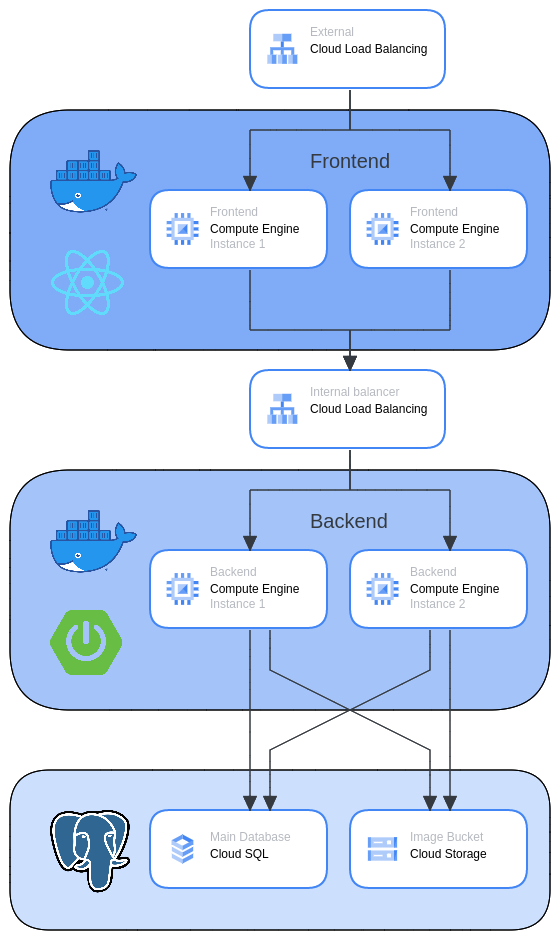 External
Cloud Load Balancing
Frontend
Frontend
Compute Engine
Instance 1
Frontend
Compute Engine
Instance 2
Internal balancer
Cloud Load Balancing
Backend
Backend
Compute Engine
Instance 1
Backend
Compute Engine
Instance 2
Main Database
Cloud SQL
Image Bucket
Cloud Storage